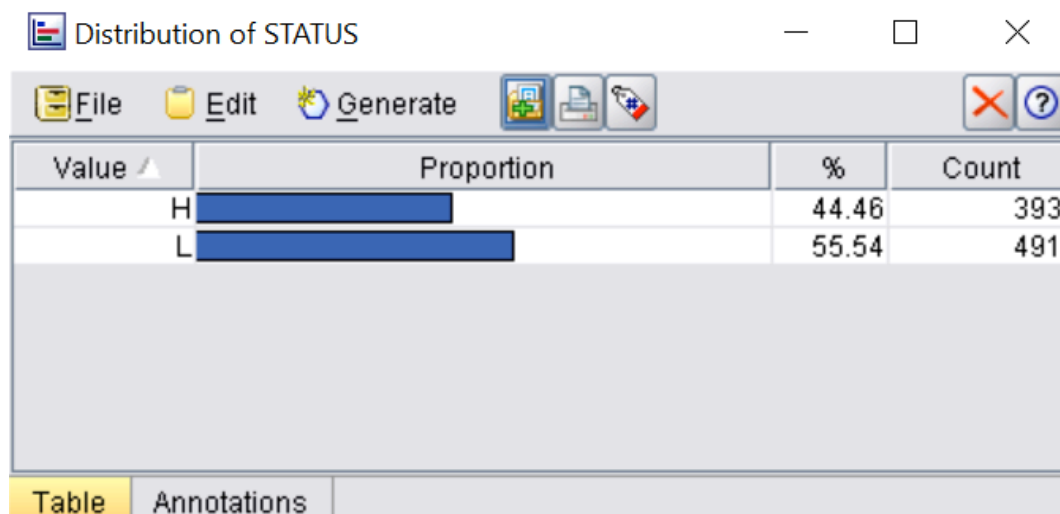 Distribution of STATUS
File Edit Generate
Value Proportion % Count
H 44.46 393
L 55.54 491
Table Annotations